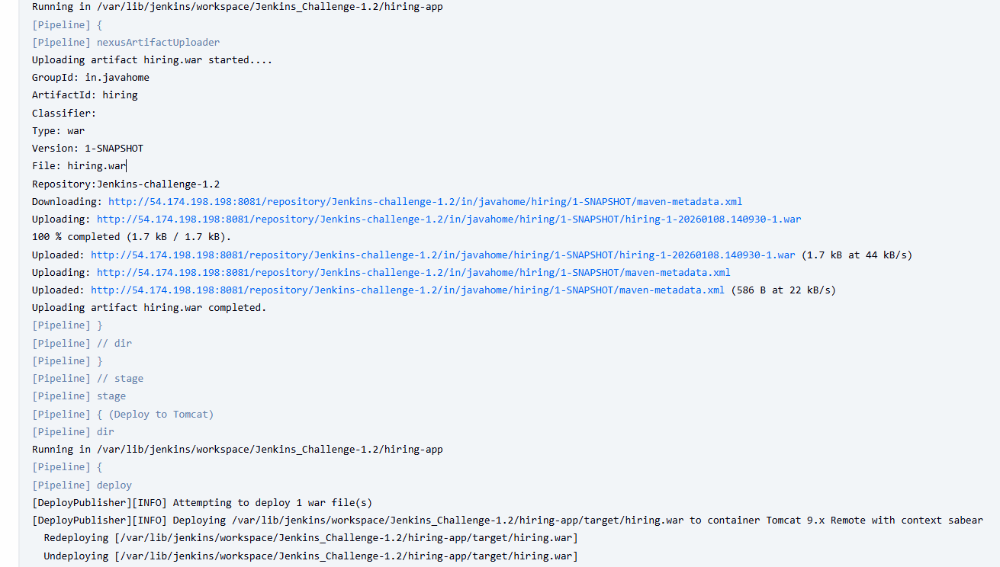 Running in /var/lib/jenkins/workspace/Jenkins_Challenge-1.2/hiring-app
[Pipeline] {
[Pipeline] nexusArtifactUploader
Uploading artifact hiring.war started....
GroupId: in.javahome
ArtifactId: hiring
Classifier:
Type: war
Version: 1-SNAPSHOT
File: hiring.war
Repository:Jenkins-challenge-1.2
Downloading: http://54.174.198.198:8081/repository/Jenkins-challenge-1.2/in/javahome/hiring/1-SNAPSHOT/maven-metadata.xml
Uploading: http://54.174.198.198:8081/repository/Jenkins-challenge-1.2/in/javahome/hiring/1-SNAPSHOT/hiring-1-20260108.140930-1.war
100 % completed (1.7 kB / 1.7 kB).
Uploaded: http://54.174.198.198:8081/repository/Jenkins-challenge-1.2/in/javahome/hiring/1-SNAPSHOT/hiring-1-20260108.140930-1.war (1.7 kB at 44 kB/s)
Uploading: http://54.174.198.198:8081/repository/Jenkins-challenge-1.2/in/javahome/hiring/1-SNAPSHOT/maven-metadata.xml
Uploaded: http://54.174.198.198:8081/repository/Jenkins-challenge-1.2/in/javahome/hiring/1-SNAPSHOT/maven-metadata.xml (586 B at 22 kB/s)
Uploading artifact hiring.war completed.
[Pipeline] }
[Pipeline] // dir
[Pipeline] }
[Pipeline] // stage
[Pipeline] stage
[Pipeline] { (Deploy to Tomcat)
[Pipeline] dir
Running in /var/lib/jenkins/workspace/Jenkins_Challenge-1.2/hiring-app
[Pipeline] {
[Pipeline] deploy
[DeployPublisher][INFO] Attempting to deploy 1 war file(s)
[DeployPublisher][INFO] Deploying /var/lib/jenkins/workspace/Jenkins_Challenge-1.2/hiring-app/target/hiring.war to container Tomcat 9.x Remote with context sabear
Redeploying [/var/lib/jenkins/workspace/Jenkins_Challenge-1.2/hiring-app/target/hiring.war]
Undeploying [/var/lib/jenkins/workspace/Jenkins_Challenge-1.2/hiring-app/target/hiring.war]